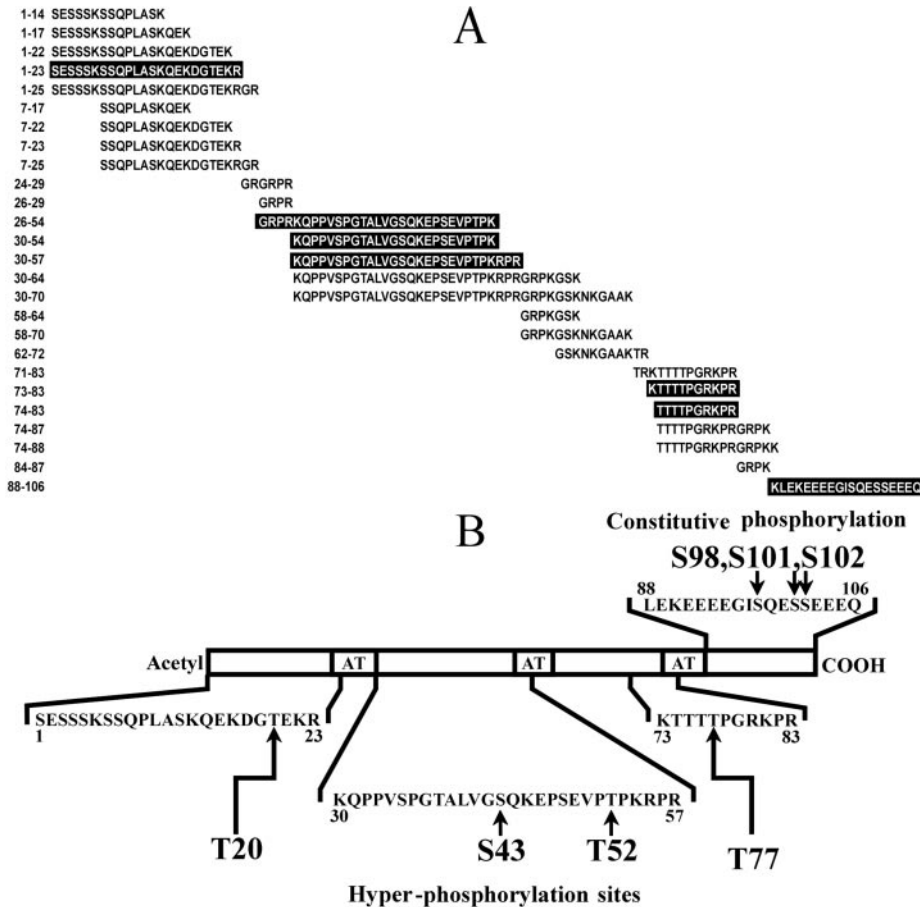 A
1-14 SESSSKSSQPLASK
1-17 SESSSKSSQPLASKQEK
1-22 SESSSKSSQPLASKQEKDGTEK
1-23 SESSSKSSQPLASKQEKDGTEKR
1-25 SESSSKSSQPLASKQEKDGTEKRGR
7-17 SSQPLASKQEK
7-22 SSQPLASKQEKDGTEK
7-23 SSQPLASKQEKDGTEKR
7-25 SSQPLASKQEKDGTEKRGR
24-29 GRGRPR
26-29 GRPR
26-54 GRPRKQPPVSPGTALVGSQKEPSEVPTPK
30-54 KQPPVSPGTALVGSQKEPSEVPTPK
30-57 KQPPVSPGTALVGSQKEPSEVPTPKRPR
30-64 KQPPVSPGTALVGSQKEPSEVPTPKRPRGRPKGSK
30-70 KQPPVSPGTALVGSQKEPSEVPTPKRPRGRPKGSKNKGAAK
58-64 GRPKGSK
58-70 GRPKGSKNKGAAK
62-72 GSKNKGAAKTR
71-83 TRKTTTTPGRKPR
73-83 KTTTTPGRKPR
74-83 TTTTPGRKPR
74-87 TTTTPGRKPRGRPK
74-88 TTTTPGRKPRGRPKK
84-87 GRPK
88-106 KLEKEEEEGISQESSEEEQ
B
Constitutive phosphorylation
S98,S101,S102
88 106
LEKEEEEGISQESSEEEQ
Acetyl AT AT AT COOH
SESSSKSSQPLASKQEKDGTEKR KTTTTPGRKPR
1 23 73 83
KQPPVSPGTALVGSQKEPSEVPTPKRPR
30 57
T20 S43 T52 T77
Hyper-phosphorylation sites